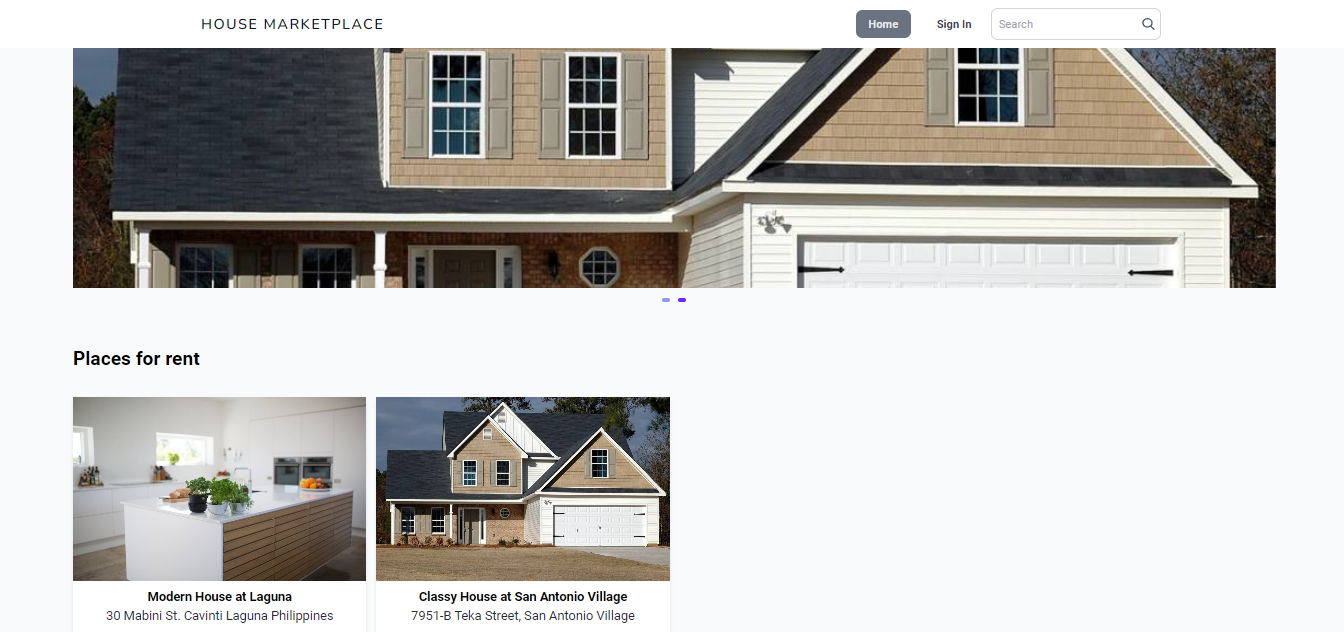 HOUSE MARKETPLACE
Home
Sign In
Search
Places for rent
Modern House at Laguna
30 Mabini St. Cavinti Laguna Philippines
Classy House at San Antonio Village
7951-B Teka Street, San Antonio Village